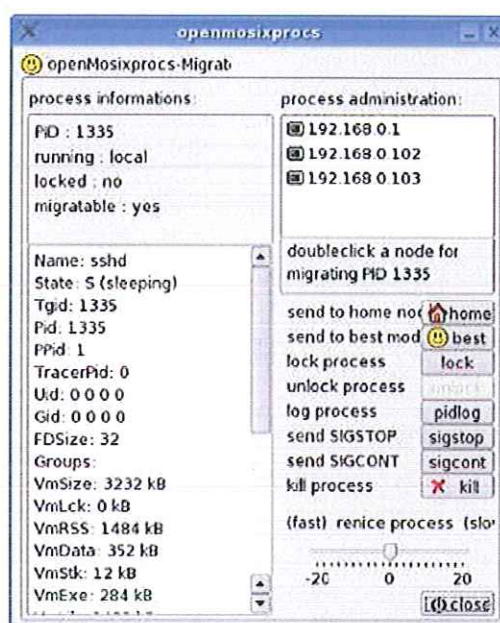 openmosixprocs
openMosixprocs-Migrat
process informations:
PiD : 1335
running : local
locked : no
migratable : yes
Name: sshd
State: S (sleeping)
Tgid: 1335
Pid: 1335
PPid: 1
TracerPid: 0
Uid: 0 0 0 0
Gid: 0 0 0 0
FDSize: 32
Groups:
VmSize: 3232 kB
VmLck: 0 kB
VmRSS: 1484 kB
VmData: 352 kB
VmStk: 12 kB
VmExe: 284 kB
process administration:
192.168.0.1
192.168.0.102
192.168.0.103
doubleclick a node for
migrating PID 1335
send to home nod home
send to best mod best
lock process lock
unlock process unlock
log process pidlog
send SIGSTOP sigstop
send SIGCONT sigcont
kill process kill
(fast) renice process (slo
-20 0 20
close